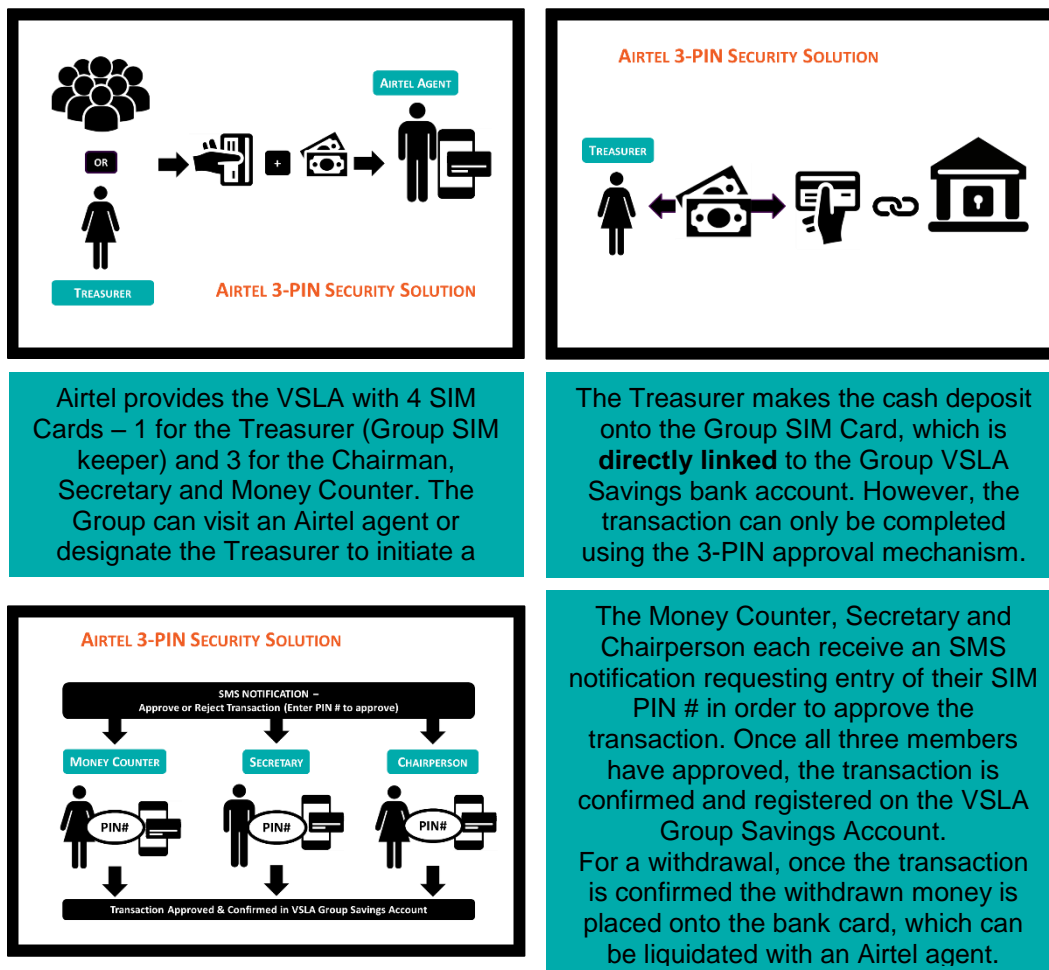 AIRTEL AGENT
OR
+
TREASURER
AIRTEL 3-PIN SECURITY SOLUTION
AIRTEL 3-PIN SECURITY SOLUTION
TREASURER
Airtel provides the VSLA with 4 SIM
Cards – 1 for the Treasurer (Group SIM
keeper) and 3 for the Chairman,
Secretary and Money Counter. The
Group can visit an Airtel agent or
designate the Treasurer to initiate a
The Treasurer makes the cash deposit
onto the Group SIM Card, which is
directly linked to the Group VSLA
Savings bank account. However, the
transaction can only be completed
using the 3-PIN approval mechanism.
AIRTEL 3-PIN SECURITY SOLUTION
SMS NOTIFICATION –
Approve or Reject Transaction (Enter PIN # to approve)
MONEY COUNTER
SECRETARY
CHAIRPERSON
PIN#
PIN#
PIN#
Transaction Approved & Confirmed in VSLA Group Savings Account
The Money Counter, Secretary and
Chairperson each receive an SMS
notification requesting entry of their SIM
PIN # in order to approve the
transaction. Once all three members
have approved, the transaction is
confirmed and registered on the VSLA
Group Savings Account.
For a withdrawal, once the transaction
is confirmed the withdrawn money is
placed onto the bank card, which can
be liquidated with an Airtel agent.